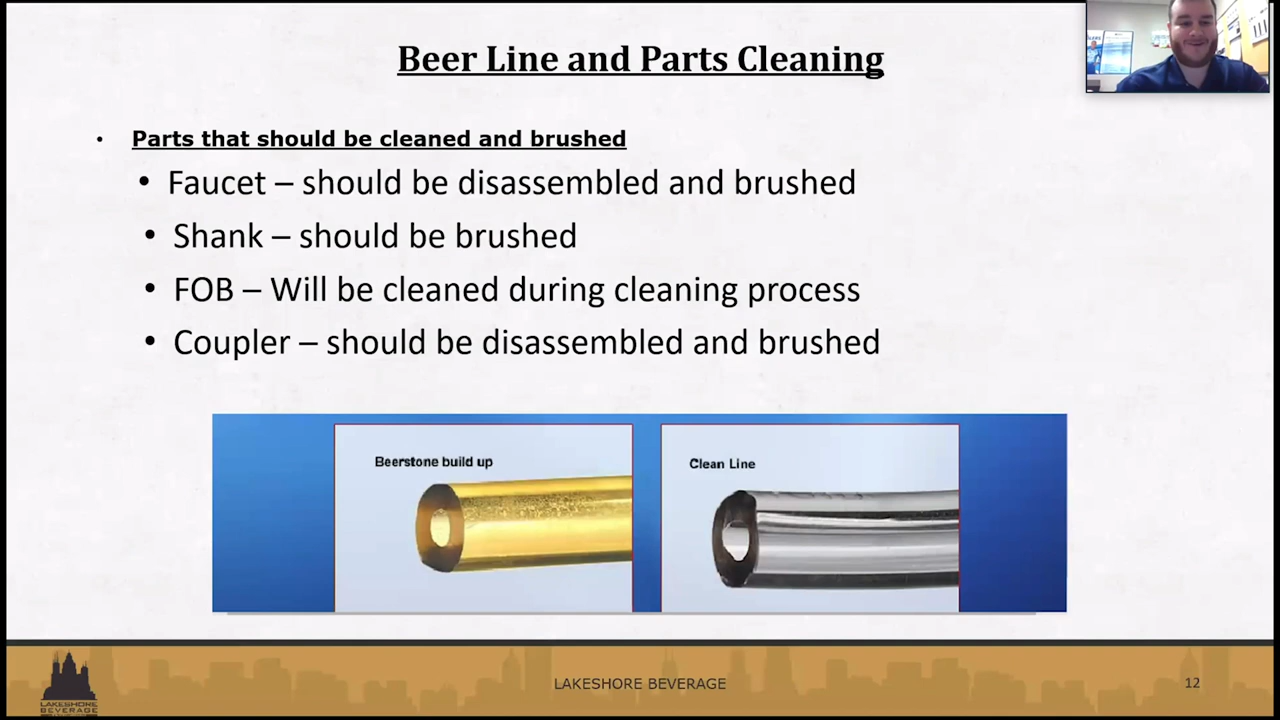 Beer Line and Parts Cleaning
• Parts that should be cleaned and brushed
• Faucet – should be disassembled and brushed
• Shank – should be brushed
• FOB – Will be cleaned during cleaning process
• Coupler – should be disassembled and brushed
Beerstone build up
Clean Line
LAKESHORE BEVERAGE
12
LAKESHORE
BEVERAGE